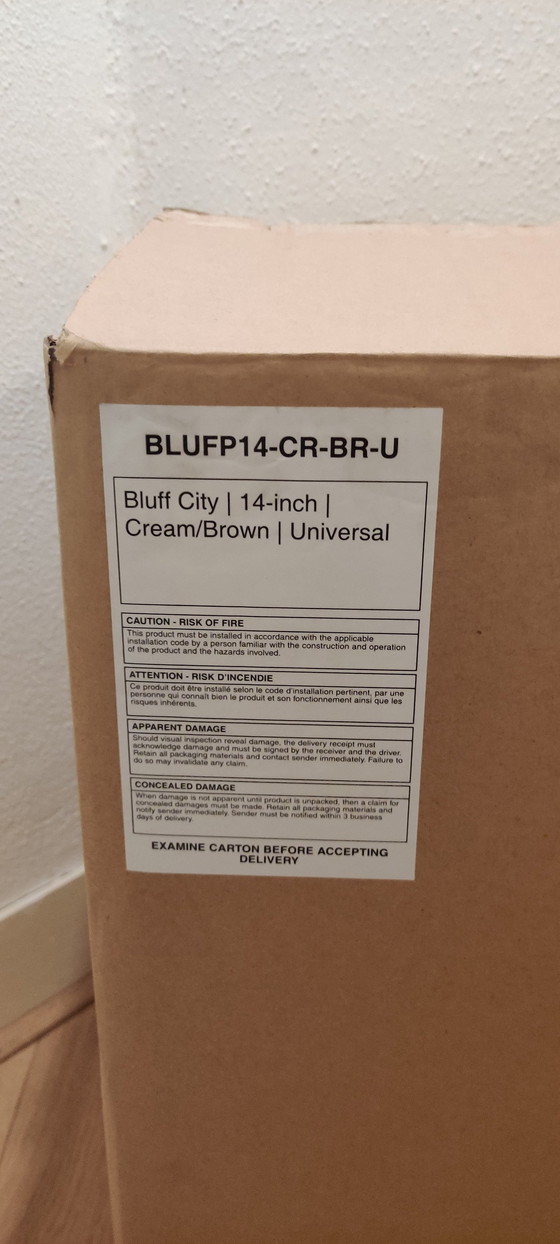 BLUFP14-CR-BR-U
Bluff City | 14-inch |
Cream/Brown | Universal
CAUTION - RISK OF FIRE
This product must be installed in accordance with the applicable
installation code by a person familiar with the construction and operation
of the product and the hazards involved.
ATTENTION - RISK D'INCENDIE
Ce produit doit être installé selon le code d'installation pertinent, par une
personne qui connaît bien le produit et son fonctionnement ainsi que les
risques inhérents.
APPARENT DAMAGE
Should visual inspection reveal damage, the delivery receipt must
acknowledge damage and must be signed by the receiver and the driver.
Retain all packaging materials and contact sender immediately. Failure to
do so may invalidate any claim.
CONCEALED DAMAGE
When damage is not apparent until product is unpacked, then a claim for
concealed damages must be made. Retain all packaging materials and
notify sender immediately. Sender must be notified within 3 business
days of delivery.
EXAMINE CARTON BEFORE ACCEPTING
DELIVERY